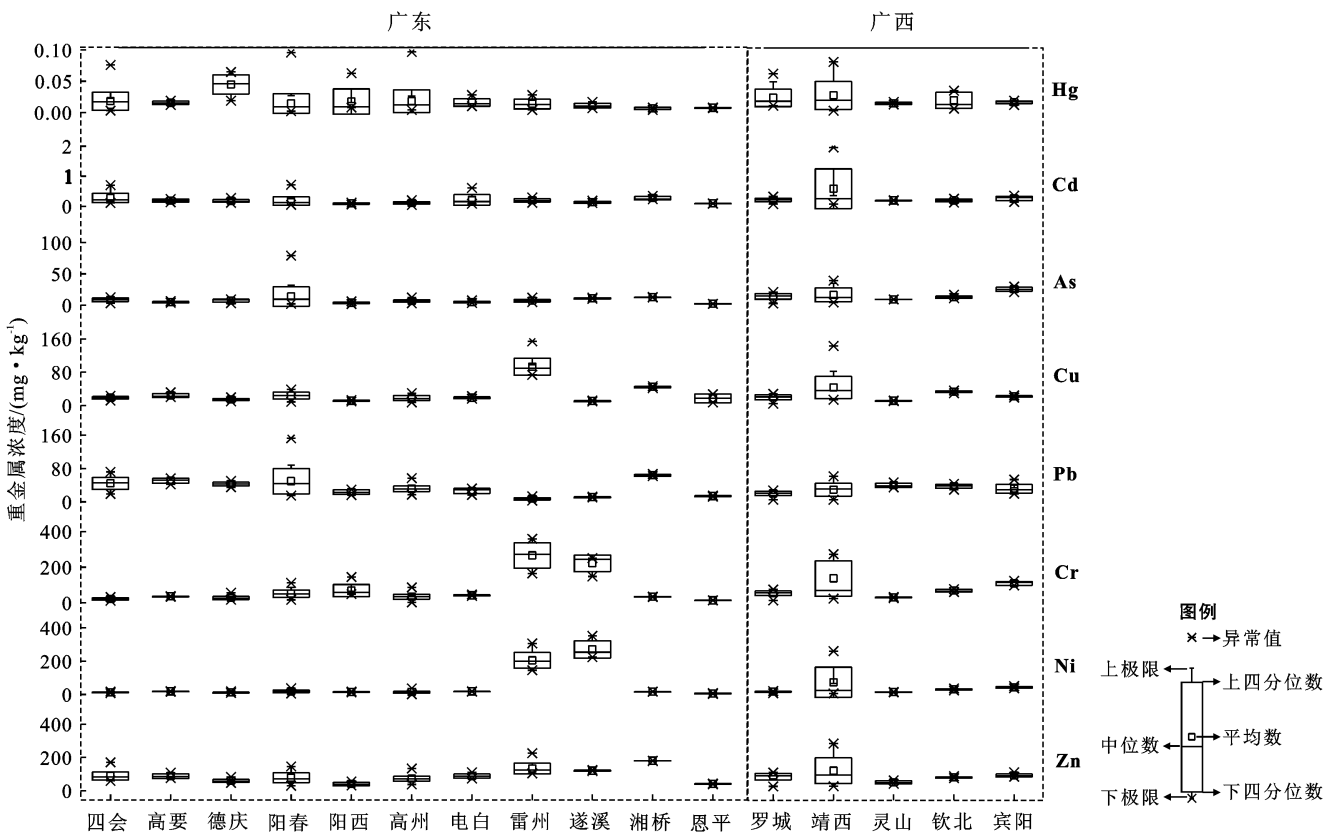 广东
广西
重金属浓度/(mg·kg⁻¹)
0.10
0.05
0.00
Hg
2
1
0
Cd
100
50
0
As
160
80
0
Cu
160
80
0
Pb
400
200
0
Cr
400
200
0
Ni
400
200
0
Zn
四会 高要 德庆 阳春 阳西 高州 电白 雷州 遂溪 湘桥 恩平 罗城 靖西 灵山 钦北 宾阳
图例
异常值
上极限
上四分位数
平均数
中位数
下极限
下四分位数